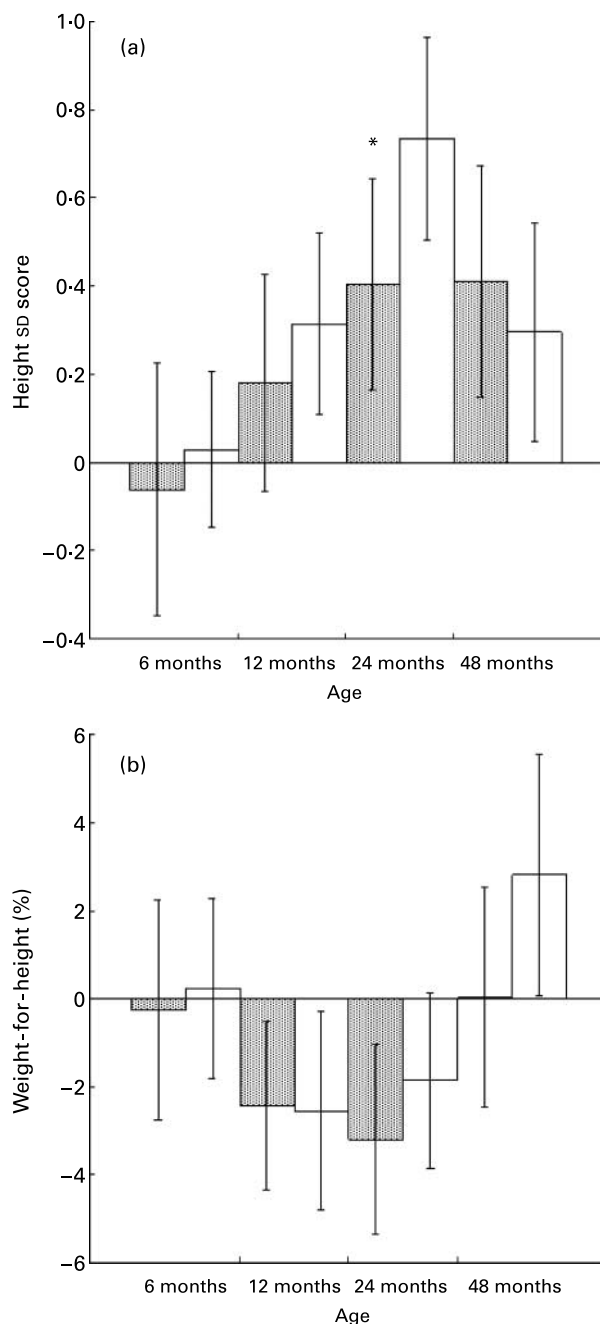 (a)
1·0
0·8
0·6
0·4
0·2
0
−0·2
−0·4
Height SD score
*
6 months 12 months 24 months 48 months
Age
(b)
6
4
2
0
−2
−4
−6
Weight-for-height (%)
6 months 12 months 24 months 48 months
Age